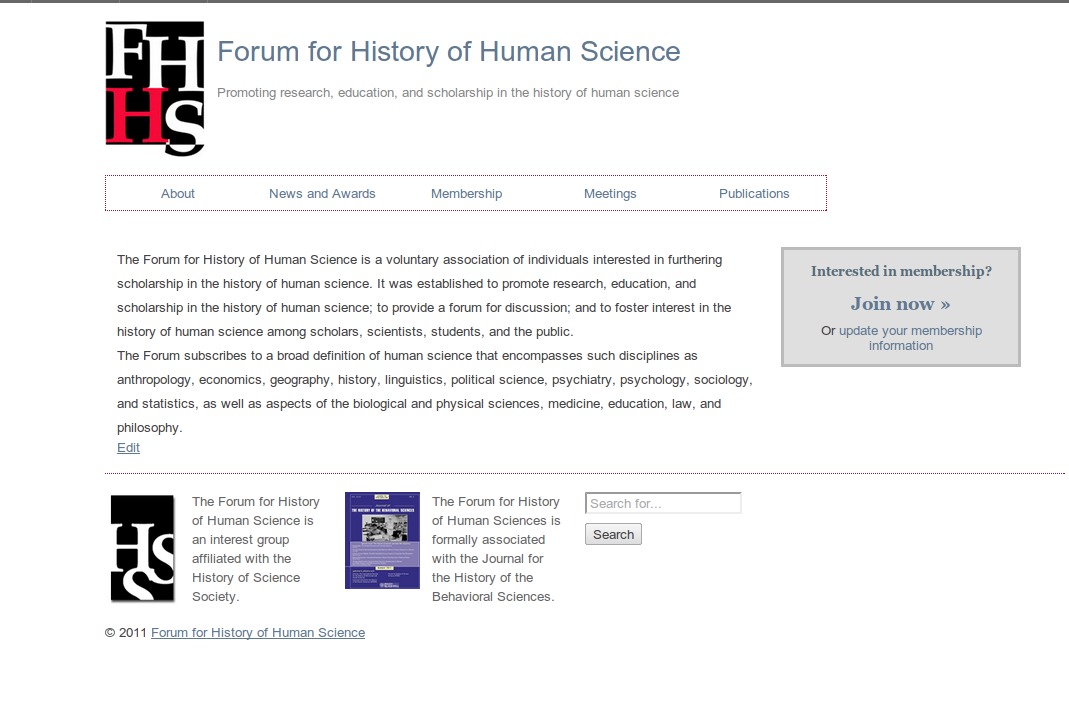 FH
HS
Forum for History of Human Science
Promoting research, education, and scholarship in the history of human science
About News and Awards Membership Meetings Publications
The Forum for History of Human Science is a voluntary association of individuals interested in furthering
scholarship in the history of human science. It was established to promote research, education, and
scholarship in the history of human science; to provide a forum for discussion; and to foster interest in the
history of human science among scholars, scientists, students, and the public.
The Forum subscribes to a broad definition of human science that encompasses such disciplines as
anthropology, economics, geography, history, linguistics, political science, psychiatry, psychology, sociology,
and statistics, as well as aspects of the biological and physical sciences, medicine, education, law, and
philosophy.
Edit
Interested in membership?
Join now »
Or update your membership
information
HSS
The Forum for History
of Human Science is
an interest group
affiliated with the
History of Science
Society.
THE HISTORY OF THE BEHAVIORAL SCIENCES
The Forum for History
of Human Sciences is
formally associated
with the Journal for
the History of the
Behavioral Sciences.
Search for...
Search
© 2011 Forum for History of Human Science